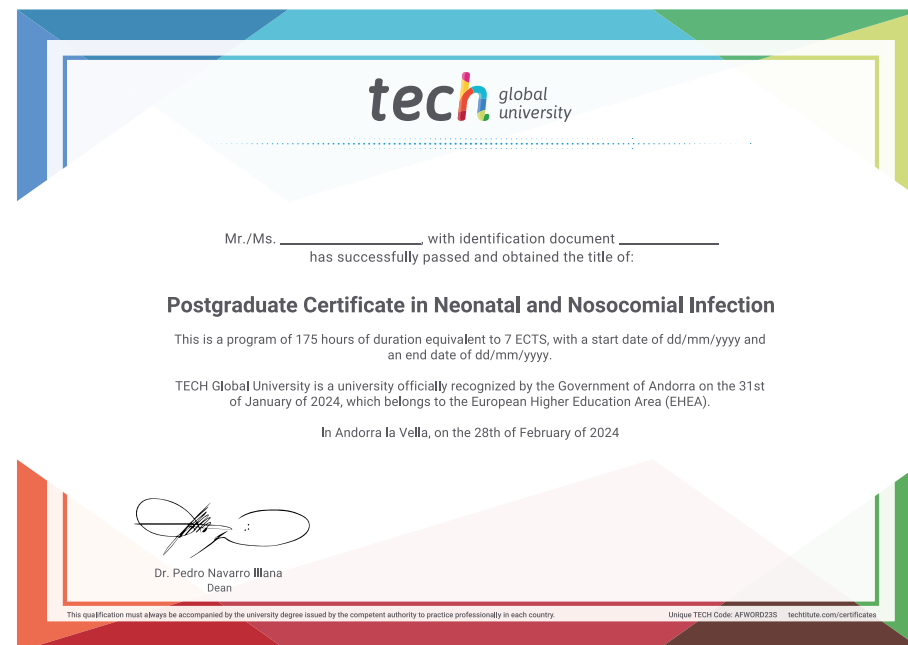 tech global university
Mr./Ms. ____________________, with identification document ______________
has successfully passed and obtained the title of:
Postgraduate Certificate in Neonatal and Nosocomial Infection
This is a program of 175 hours of duration equivalent to 7 ECTS, with a start date of dd/mm/yyyy and
an end date of dd/mm/yyyy.
TECH Global University is a university officially recognized by the Government of Andorra on the 31st
of January of 2024, which belongs to the European Higher Education Area (EHEA).
In Andorra la Vella, on the 28th of February of 2024
Dr. Pedro Navarro Illana
Dean
This qualification must always be accompanied by the university degree issued by the competent authority to practice professionally in each country. Unique TECH Code: AFWORD23S techtitute.com/certificates